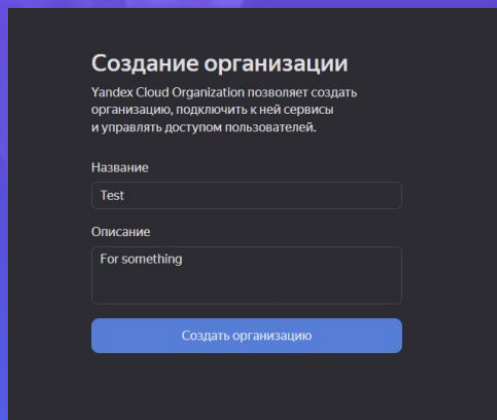 Создание организации
Yandex Cloud Organization позволяет создать
организацию, подключить к ней сервисы
и управлять доступом пользователей.
Название
Test
Описание
For something
Создать организацию